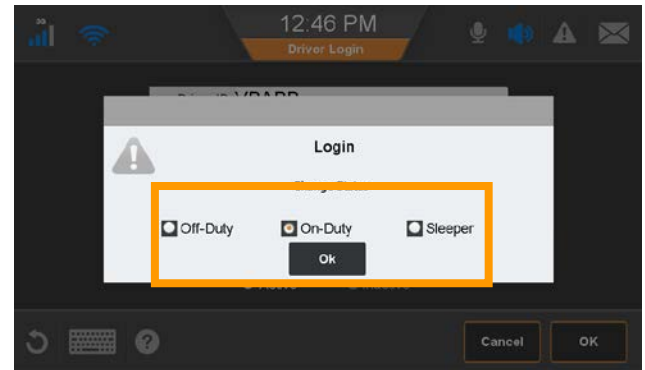 12:46 PM
Driver Login
Login
Off-Duty
On-Duty
Sleeper
Ok
Cancel
OK